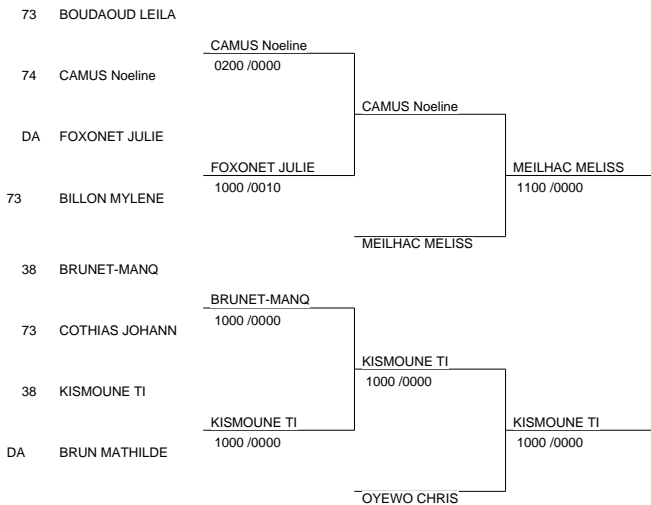 73 BOUDAOUD LEILA
CAMUS Noeline
0200 /0000
74 CAMUS Noeline
CAMUS Noeline
DA FOXONET JULIE
FOXONET JULIE
1000 /0010
MEILHAC MELISS
1100 /0000
73 BILLON MYLENE
MEILHAC MELISS
38 BRUNET-MANQ
BRUNET-MANQ
1000 /0000
73 COTHIAS JOHANN
KISMOUNE TI
1000 /0000
38 KISMOUNE TI
KISMOUNE TI
1000 /0000
KISMOUNE TI
1000 /0000
DA BRUN MATHILDE
OYEWO CHRIS